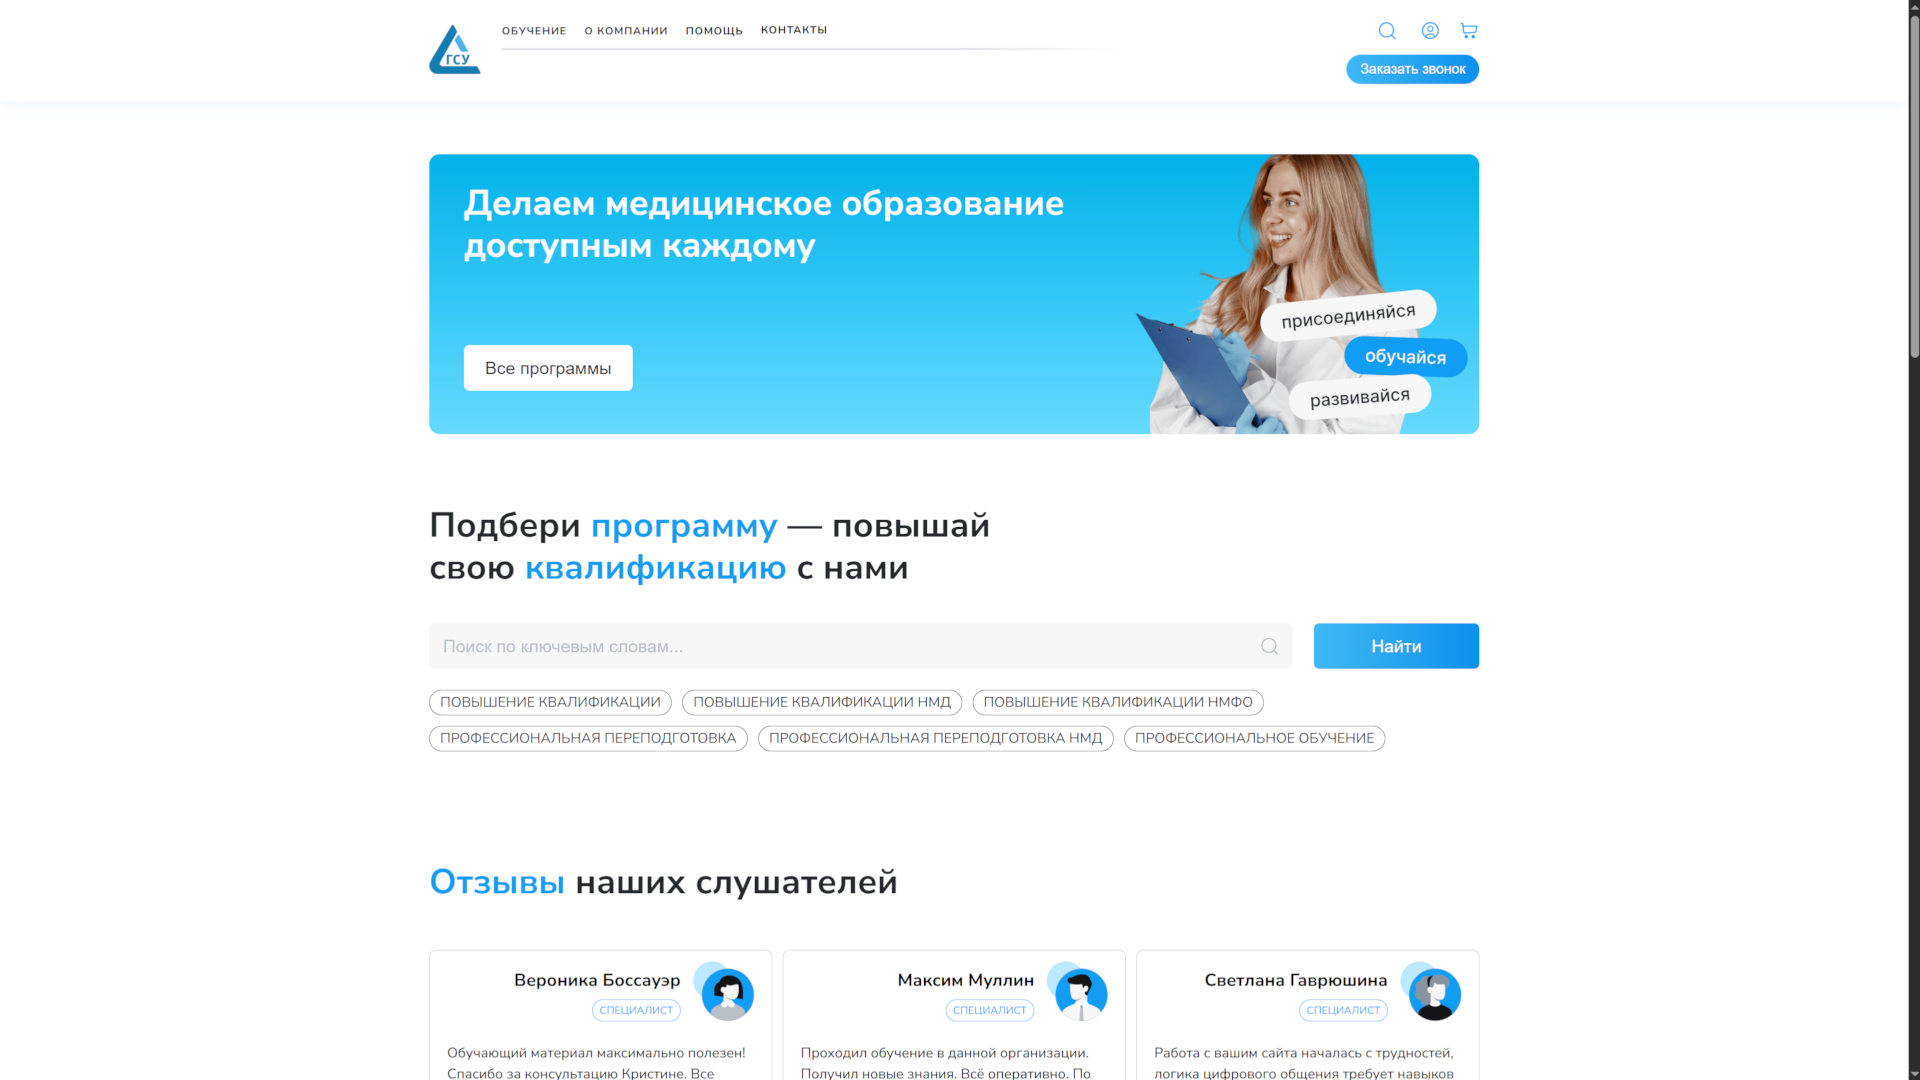 ГСУ
ОБУЧЕНИЕ О КОМПАНИИ ПОМОЩЬ КОНТАКТЫ
Заказать звонок
Делаем медицинское образование
доступным каждому
Все программы
присоединяйся
обучайся
развивайся
Подбери программу — повышай
свою квалификацию с нами
Поиск по ключевым словам...
Найти
ПОВЫШЕНИЕ КВАЛИФИКАЦИИ ПОВЫШЕНИЕ КВАЛИФИКАЦИИ НМД ПОВЫШЕНИЕ КВАЛИФИКАЦИИ НМФО
ПРОФЕССИОНАЛЬНАЯ ПЕРЕПОДГОТОВКА ПРОФЕССИОНАЛЬНАЯ ПЕРЕПОДГОТОВКА НМД ПРОФЕССИОНАЛЬНОЕ ОБУЧЕНИЕ
Отзывы наших слушателей
Вероника Боссауэр
СПЕЦИАЛИСТ
Обучающий материал максимально полезен!
Спасибо за консультацию Кристине. Все
Максим Муллин
СПЕЦИАЛИСТ
Проходил обучение в данной организации.
Получил новые знания. Всё оперативно. По
Светлана Гаврюшина
СПЕЦИАЛИСТ
Работа с вашим сайта началась с трудностей,
логика цифрового общения требует навыков